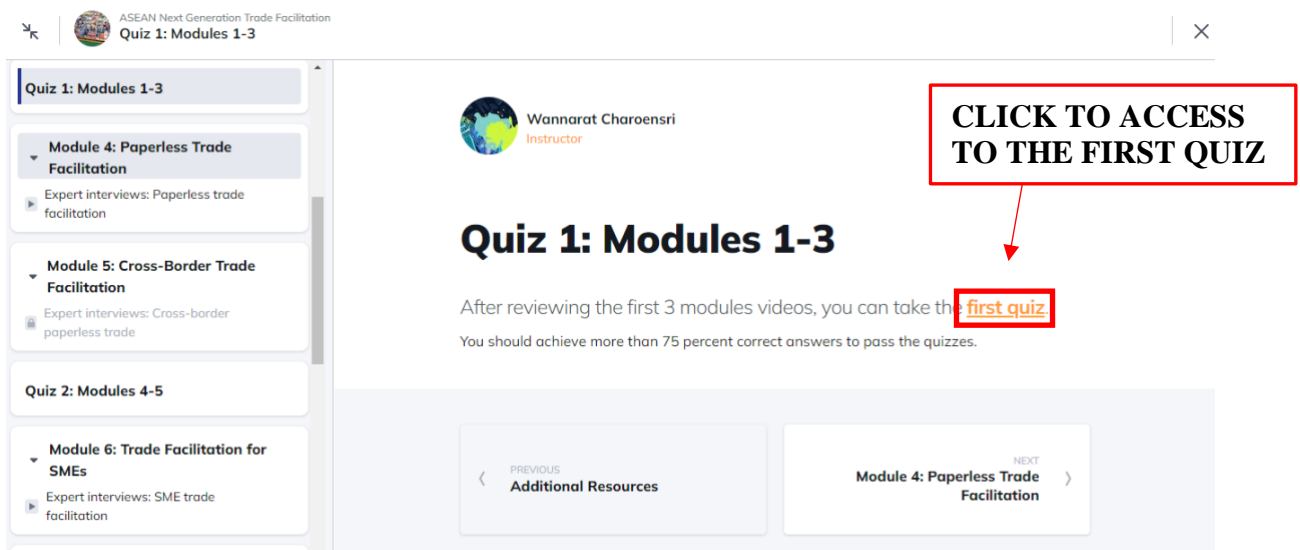 ASEAN Next Generation Trade Facilitation
Quiz 1: Modules 1-3
Quiz 1: Modules 1-3
Module 4: Paperless Trade
Facilitation
Expert interviews: Paperless trade
facilitation
Module 5: Cross-Border Trade
Facilitation
Expert interviews: Cross-border
paperless trade
Quiz 2: Modules 4-5
Module 6: Trade Facilitation for
SMEs
Expert interviews: SME trade
facilitation
Wannarat Charoensri
Instructor
CLICK TO ACCESS
TO THE FIRST QUIZ
Quiz 1: Modules 1-3
After reviewing the first 3 modules videos, you can take the first quiz.
You should achieve more than 75 percent correct answers to pass the quizzes.
PREVIOUS
Additional Resources
NEXT
Module 4: Paperless Trade
Facilitation